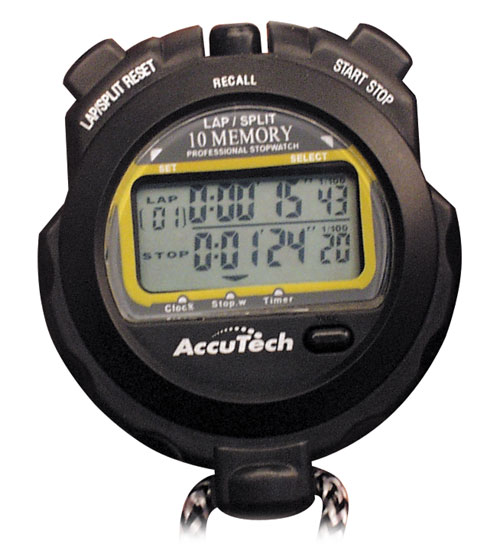 LAP/SPLIT RESET
RECALL
START STOP
LAP / SPLIT
10 MEMORY
PROFESSIONAL STOPWATCH
SET
SELECT
LAP
(01) 0:00 15" 1/100 43
STOP 0:01'24" 1/100 20
Clock Stop.w Timer
AccuTech